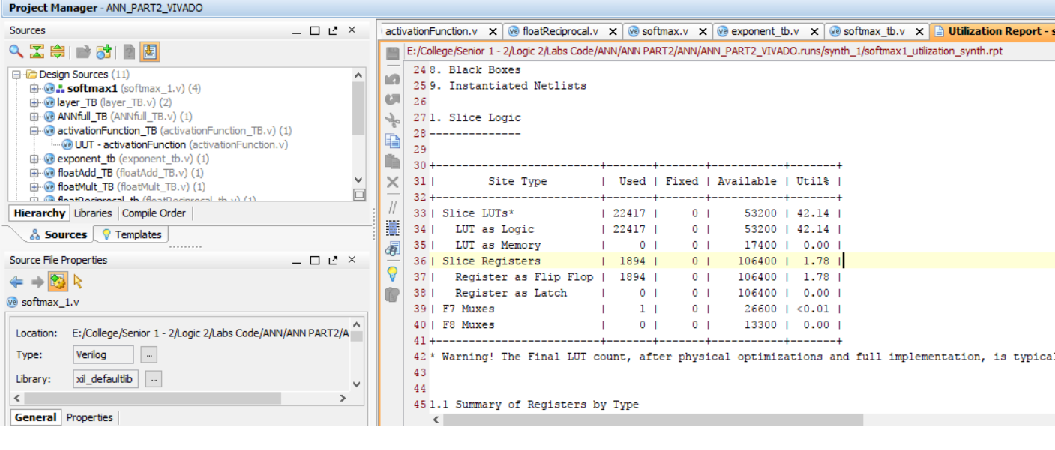 Project Manager - ANN_PART2_VIVADO
Sources
Design Sources (11)
softmax1 (softmax_1.v) (4)
layer_TB (layer_TB.v) (2)
ANNfull_TB (ANNfull_TB.v) (1)
activationFunction_TB (activationFunction_TB.v) (1)
UUT - activationFunction (activationFunction.v)
exponent_tb (exponent_tb.v) (1)
floatAdd_TB (floatAdd_TB.v) (1)
floatMult_TB (floatMult_TB.v) (1)
Hierarchy Libraries Compile Order
Sources Templates
Source File Properties
softmax_1.v
Location: E:/College/Senior 1 - 2/Logic 2/Labs Code/ANN/ANN PART2/A
Type: Verilog ...
Library: xil_defaultlib ...
General Properties
activationFunction.v × floatReciprocal.v × softmax.v × exponent_tb.v × softmax_tb.v × Utilization Report - s
E:/College/Senior 1 - 2/Logic 2/Labs Code/ANN/ANN PART2/ANN/ANN_PART2_VIVADO.runs/synth_1/softmax1_utilization_synth.rpt
24 8. Black Boxes
25 9. Instantiated Netlists
26
27 1. Slice Logic
28 --------------
29
30 +-------------------------+-------+-------+-----------+-------+
31 | Site Type | Used | Fixed | Available | Util% |
32 +-------------------------+-------+-------+-----------+-------+
33 | Slice LUTs* | 22417 | 0 | 53200 | 42.14 |
34 | LUT as Logic | 22417 | 0 | 53200 | 42.14 |
35 | LUT as Memory | 0 | 0 | 17400 | 0.00 |
36 | Slice Registers | 1894 | 0 | 106400 | 1.78 |
37 | Register as Flip Flop | 1894 | 0 | 106400 | 1.78 |
38 | Register as Latch | 0 | 0 | 106400 | 0.00 |
39 | F7 Muxes | 1 | 0 | 26600 | <0.01 |
40 | F8 Muxes | 0 | 0 | 13300 | 0.00 |
41 +-------------------------+-------+-------+-----------+-------+
42 * Warning! The Final LUT count, after physical optimizations and full implementation, is typical
43
44
45 1.1 Summary of Registers by Type